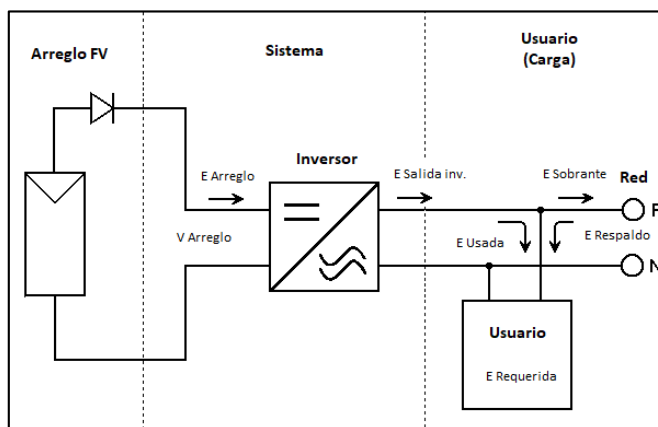 Arreglo FV
Sistema
Usuario
(Carga)
E Arreglo
Inversor
E Salida inv.
E Sobrante
Red
F
V Arreglo
E Usada
E Respaldo
N
Usuario
E Requerida